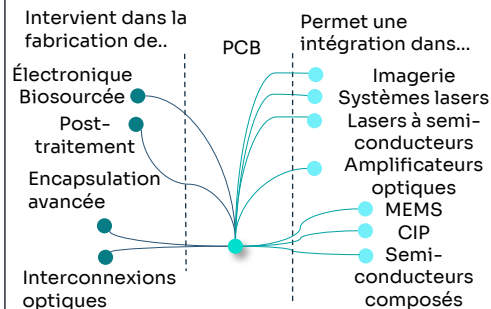 Intervient dans la
fabrication de..
PCB
Permet une
intégration dans...
Électronique
Biosourcée
Post-
traitement
Encapsulation
avancée
Interconnexions
optiques
Imagerie
Systèmes lasers
Lasers à semi-
conducteurs
Amplificateurs
optiques
MEMS
CIP
Semi-
conducteurs
composés